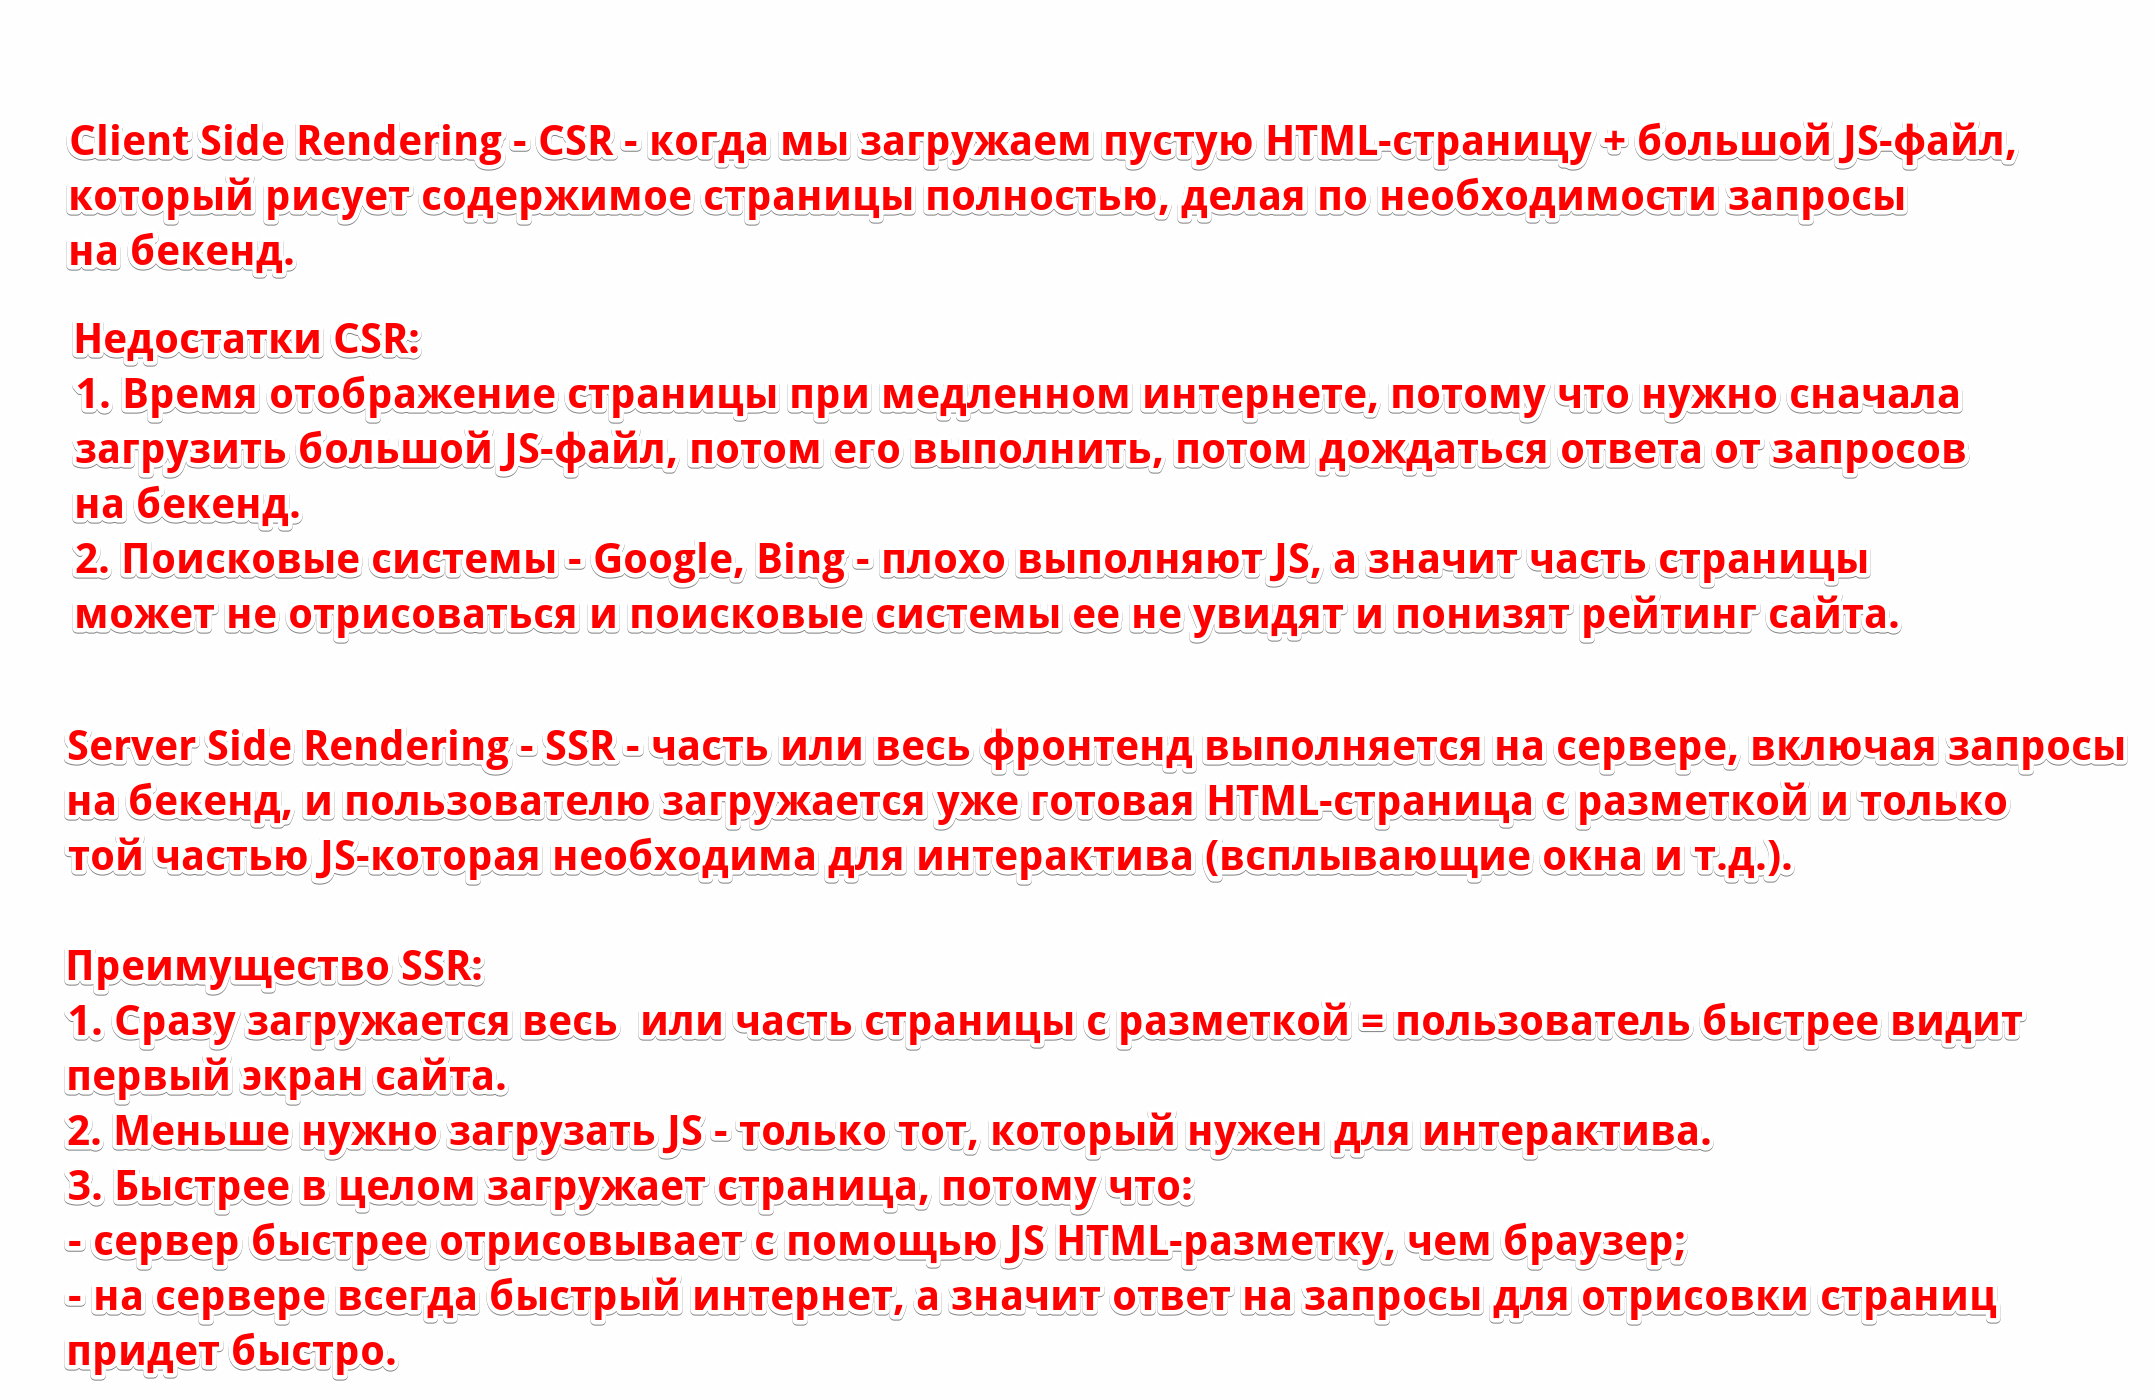 Client Side Rendering - CSR - когда мы загружаем пустую HTML-страницу + большой JS-файл,
который рисует содержимое страницы полностью, делая по необходимости запросы
на бекенд.
Недостатки CSR:
1. Время отображение страницы при медленном интернете, потому что нужно сначала
загрузить большой JS-файл, потом его выполнить, потом дождаться ответа от запросов
на бекенд.
2. Поисковые системы - Google, Bing - плохо выполняют JS, а значит часть страницы
может не отрисоваться и поисковые системы ее не увидят и понизят рейтинг сайта.
Server Side Rendering - SSR - часть или весь фронтенд выполняется на сервере, включая запросы
на бекенд, и пользователю загружается уже готовая HTML-страница с разметкой и только
той частью JS-которая необходима для интерактива (всплывающие окна и т.д.).
Преимущество SSR:
1. Сразу загружается весь  или часть страницы с разметкой = пользователь быстрее видит
первый экран сайта.
2. Меньше нужно загрузать JS - только тот, который нужен для интерактива.
3. Быстрее в целом загружает страница, потому что:
- сервер быстрее отрисовывает с помощью JS HTML-разметку, чем браузер;
- на сервере всегда быстрый интернет, а значит ответ на запросы для отрисовки страниц
придет быстро.